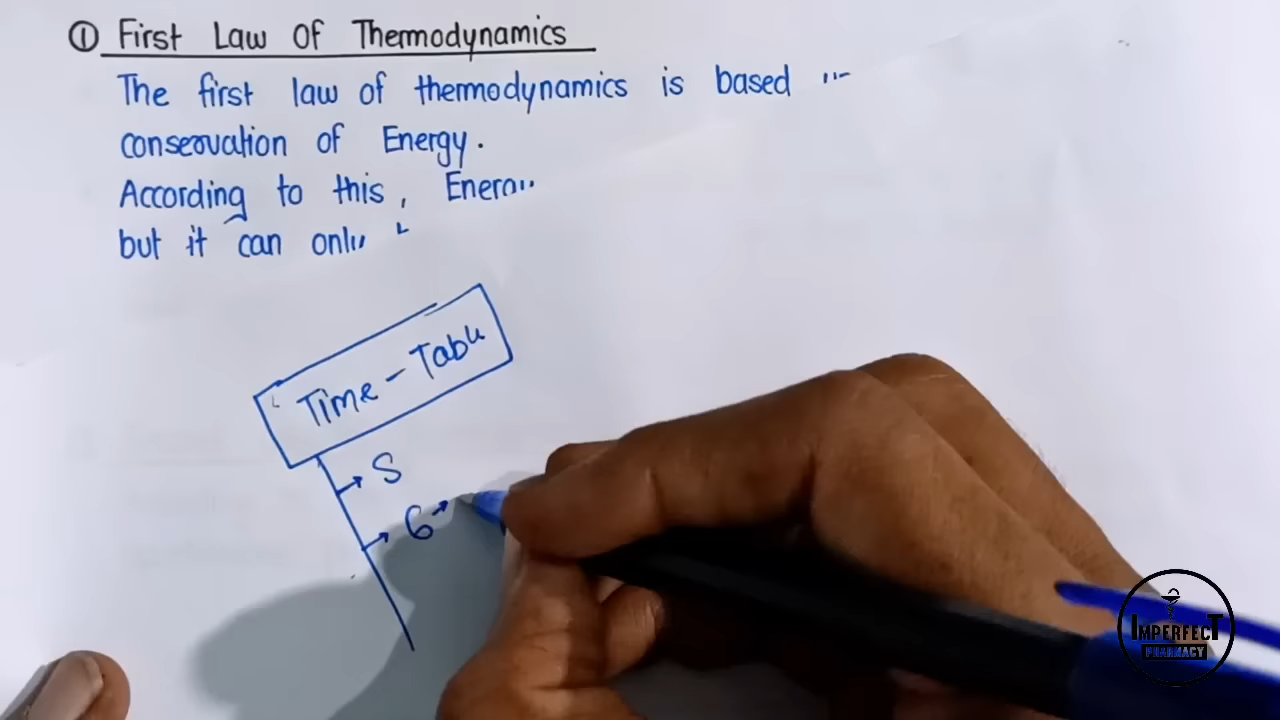 ① First Law Of Thermodynamics
The first law of thermodynamics is based
conservation of Energy.
According to this,
but it can
Time - Table
S
6
IMPERFECT
PHARMACY